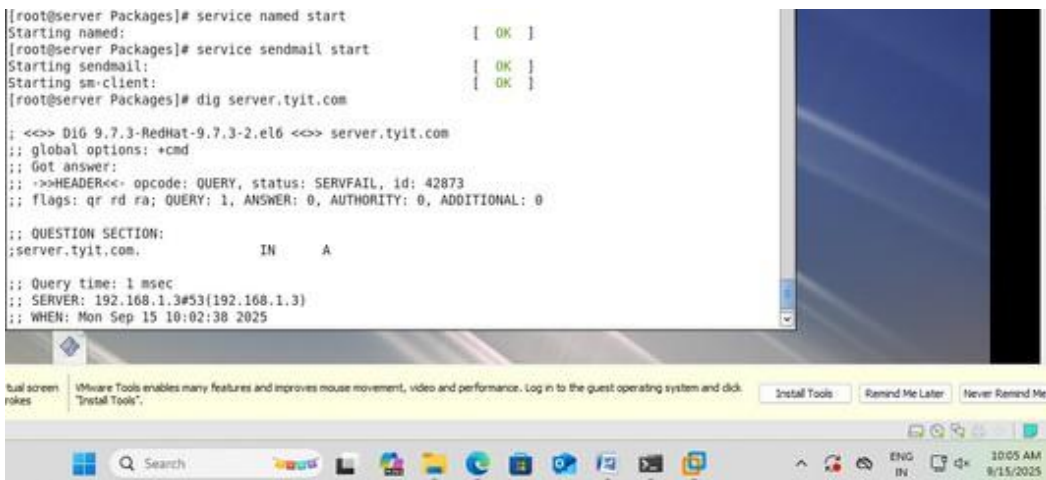 [root@server Packages]# service named start
Starting named: [ OK ]
[root@server Packages]# service sendmail start
Starting sendmail: [ OK ]
Starting sm-client: [ OK ]
[root@server Packages]# dig server.tyit.com
; <<>> DiG 9.7.3-RedHat-9.7.3-2.el6 <<>> server.tyit.com
;; global options: +cmd
;; Got answer:
;; ->>HEADER<<- opcode: QUERY, status: SERVFAIL, id: 42873
;; flags: qr rd ra; QUERY: 1, ANSWER: 0, AUTHORITY: 0, ADDITIONAL: 0
;; QUESTION SECTION:
;server.tyit.com. IN A
;; Query time: 1 msec
;; SERVER: 192.168.1.3#53(192.168.1.3)
;; WHEN: Mon Sep 15 10:02:38 2025
tual screen
rokes
VMware Tools enables many features and improves mouse movement, video and performance. Log in to the guest operating system and click
"Install Tools".
Install Tools
Remind Me Later
Never Remind Me
Search
ENG
IN
10:05 AM
9/15/2025